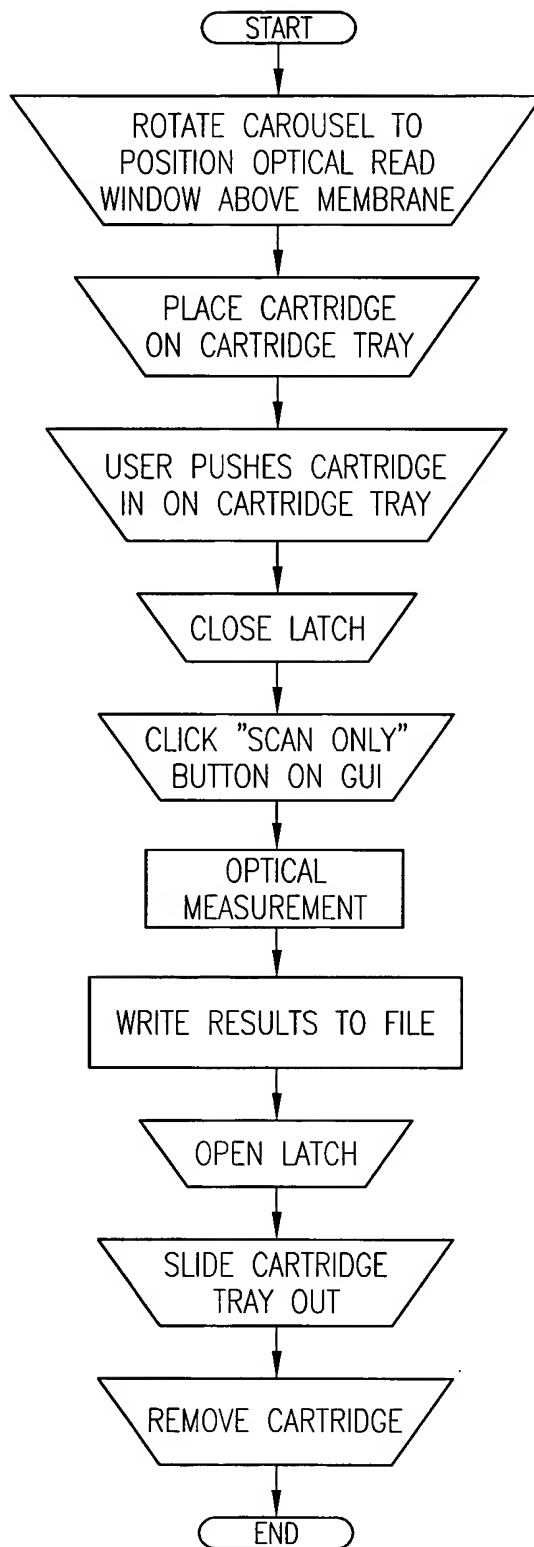 START
ROTATE CAROUSEL TO
POSITION OPTICAL READ
WINDOW ABOVE MEMBRANE
PLACE CARTRIDGE
ON CARTRIDGE TRAY
USER PUSHES CARTRIDGE
IN ON CARTRIDGE TRAY
CLOSE LATCH
CLICK "SCAN ONLY"
BUTTON ON GUI
OPTICAL
MEASUREMENT
WRITE RESULTS TO FILE
OPEN LATCH
SLIDE CARTRIDGE
TRAY OUT
REMOVE CARTRIDGE
END